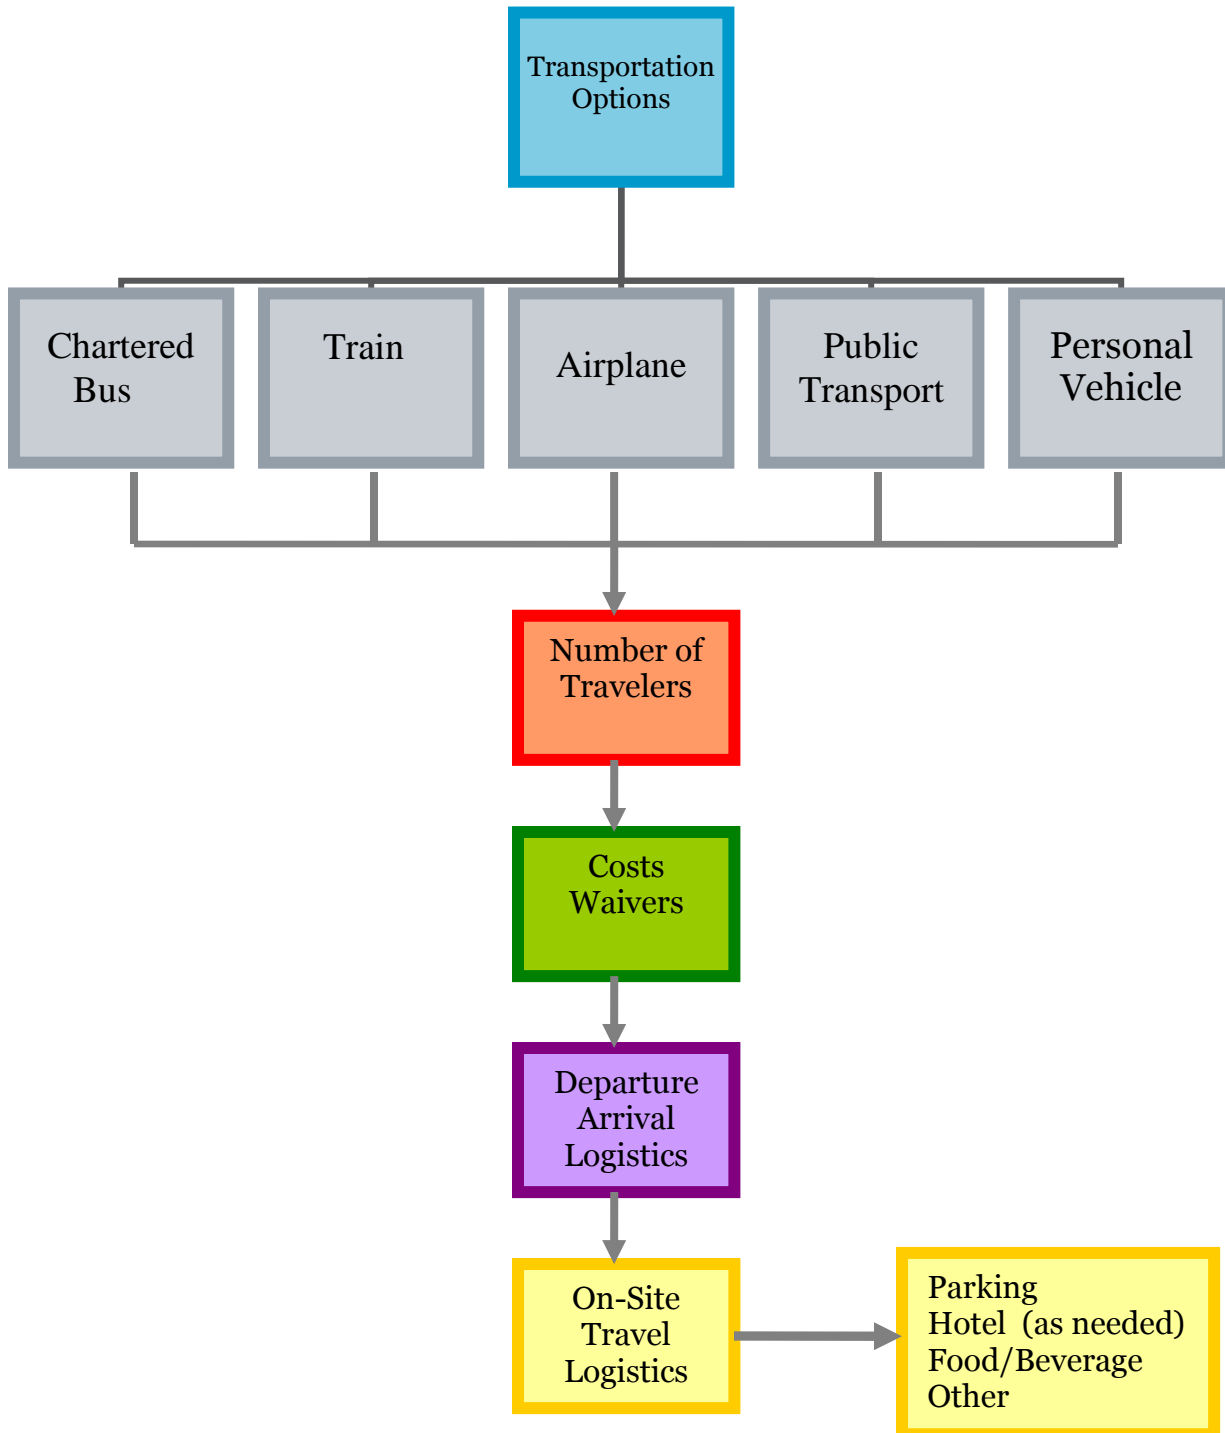 Transportation
Options
Chartered
Bus
Train
Airplane
Public
Transport
Personal
Vehicle
Number of
Travelers
Costs
Waivers
Departure
Arrival
Logistics
On-Site
Travel
Logistics
Parking
Hotel  (as needed)
Food/Beverage
Other